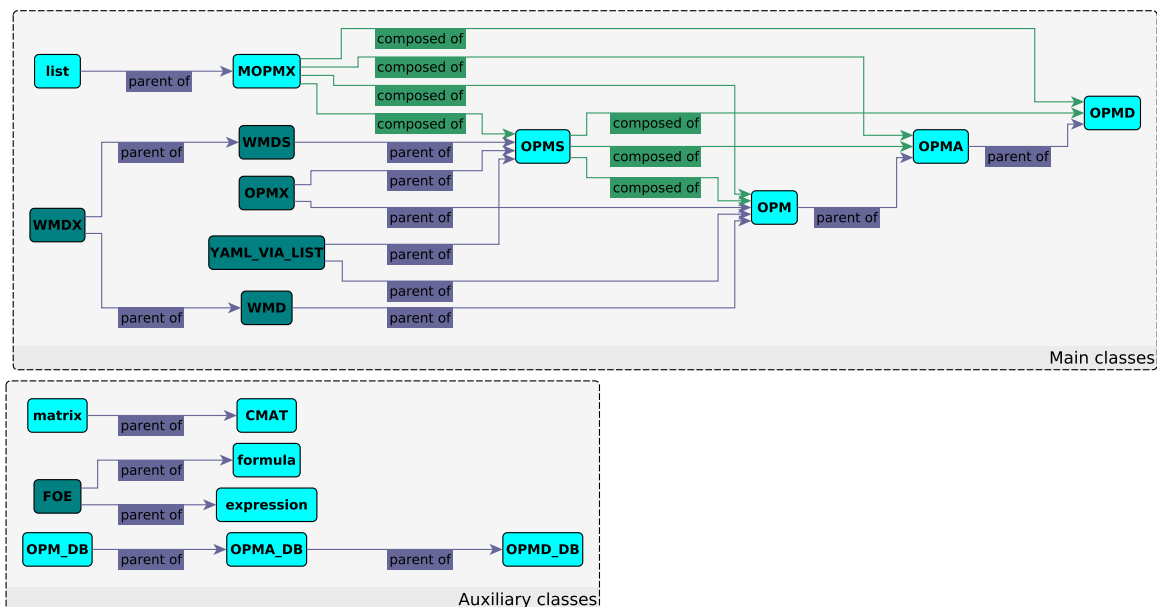 composed of
list
MOPMX
composed of
parent of
composed of
OPMD
composed of
composed of
WMDS
OPMS
OPMA
parent of
parent of
composed of
parent of
OPMX
parent of
composed of
OPM
WMDX
parent of
parent of
YAML_VIA_LIST
parent of
parent of
WMD
parent of
parent of
Main classes
matrix
CMAT
parent of
formula
parent of
FOE
expression
parent of
OPM_DB
OPMA_DB
OPMD_DB
parent of
parent of
Auxiliary classes